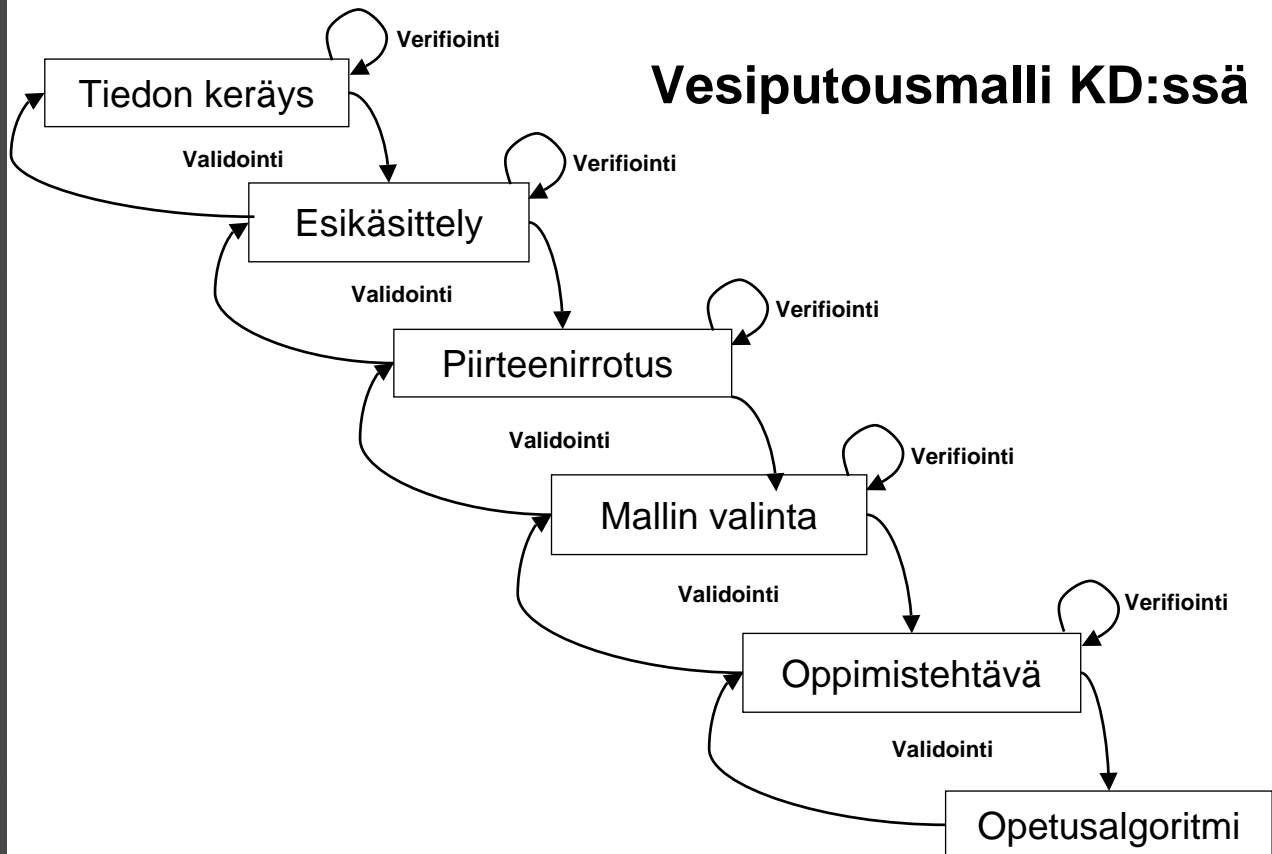 Verifiointi
Vesiputousmalli KD:ssä
Tiedon keräys
Validointi
Verifiointi
Esikäsittely
Validointi
Verifiointi
Piirteenirrotus
Validointi
Verifiointi
Mallin valinta
Validointi
Verifiointi
Oppimistehtävä
Validointi
Opetusalgoritmi